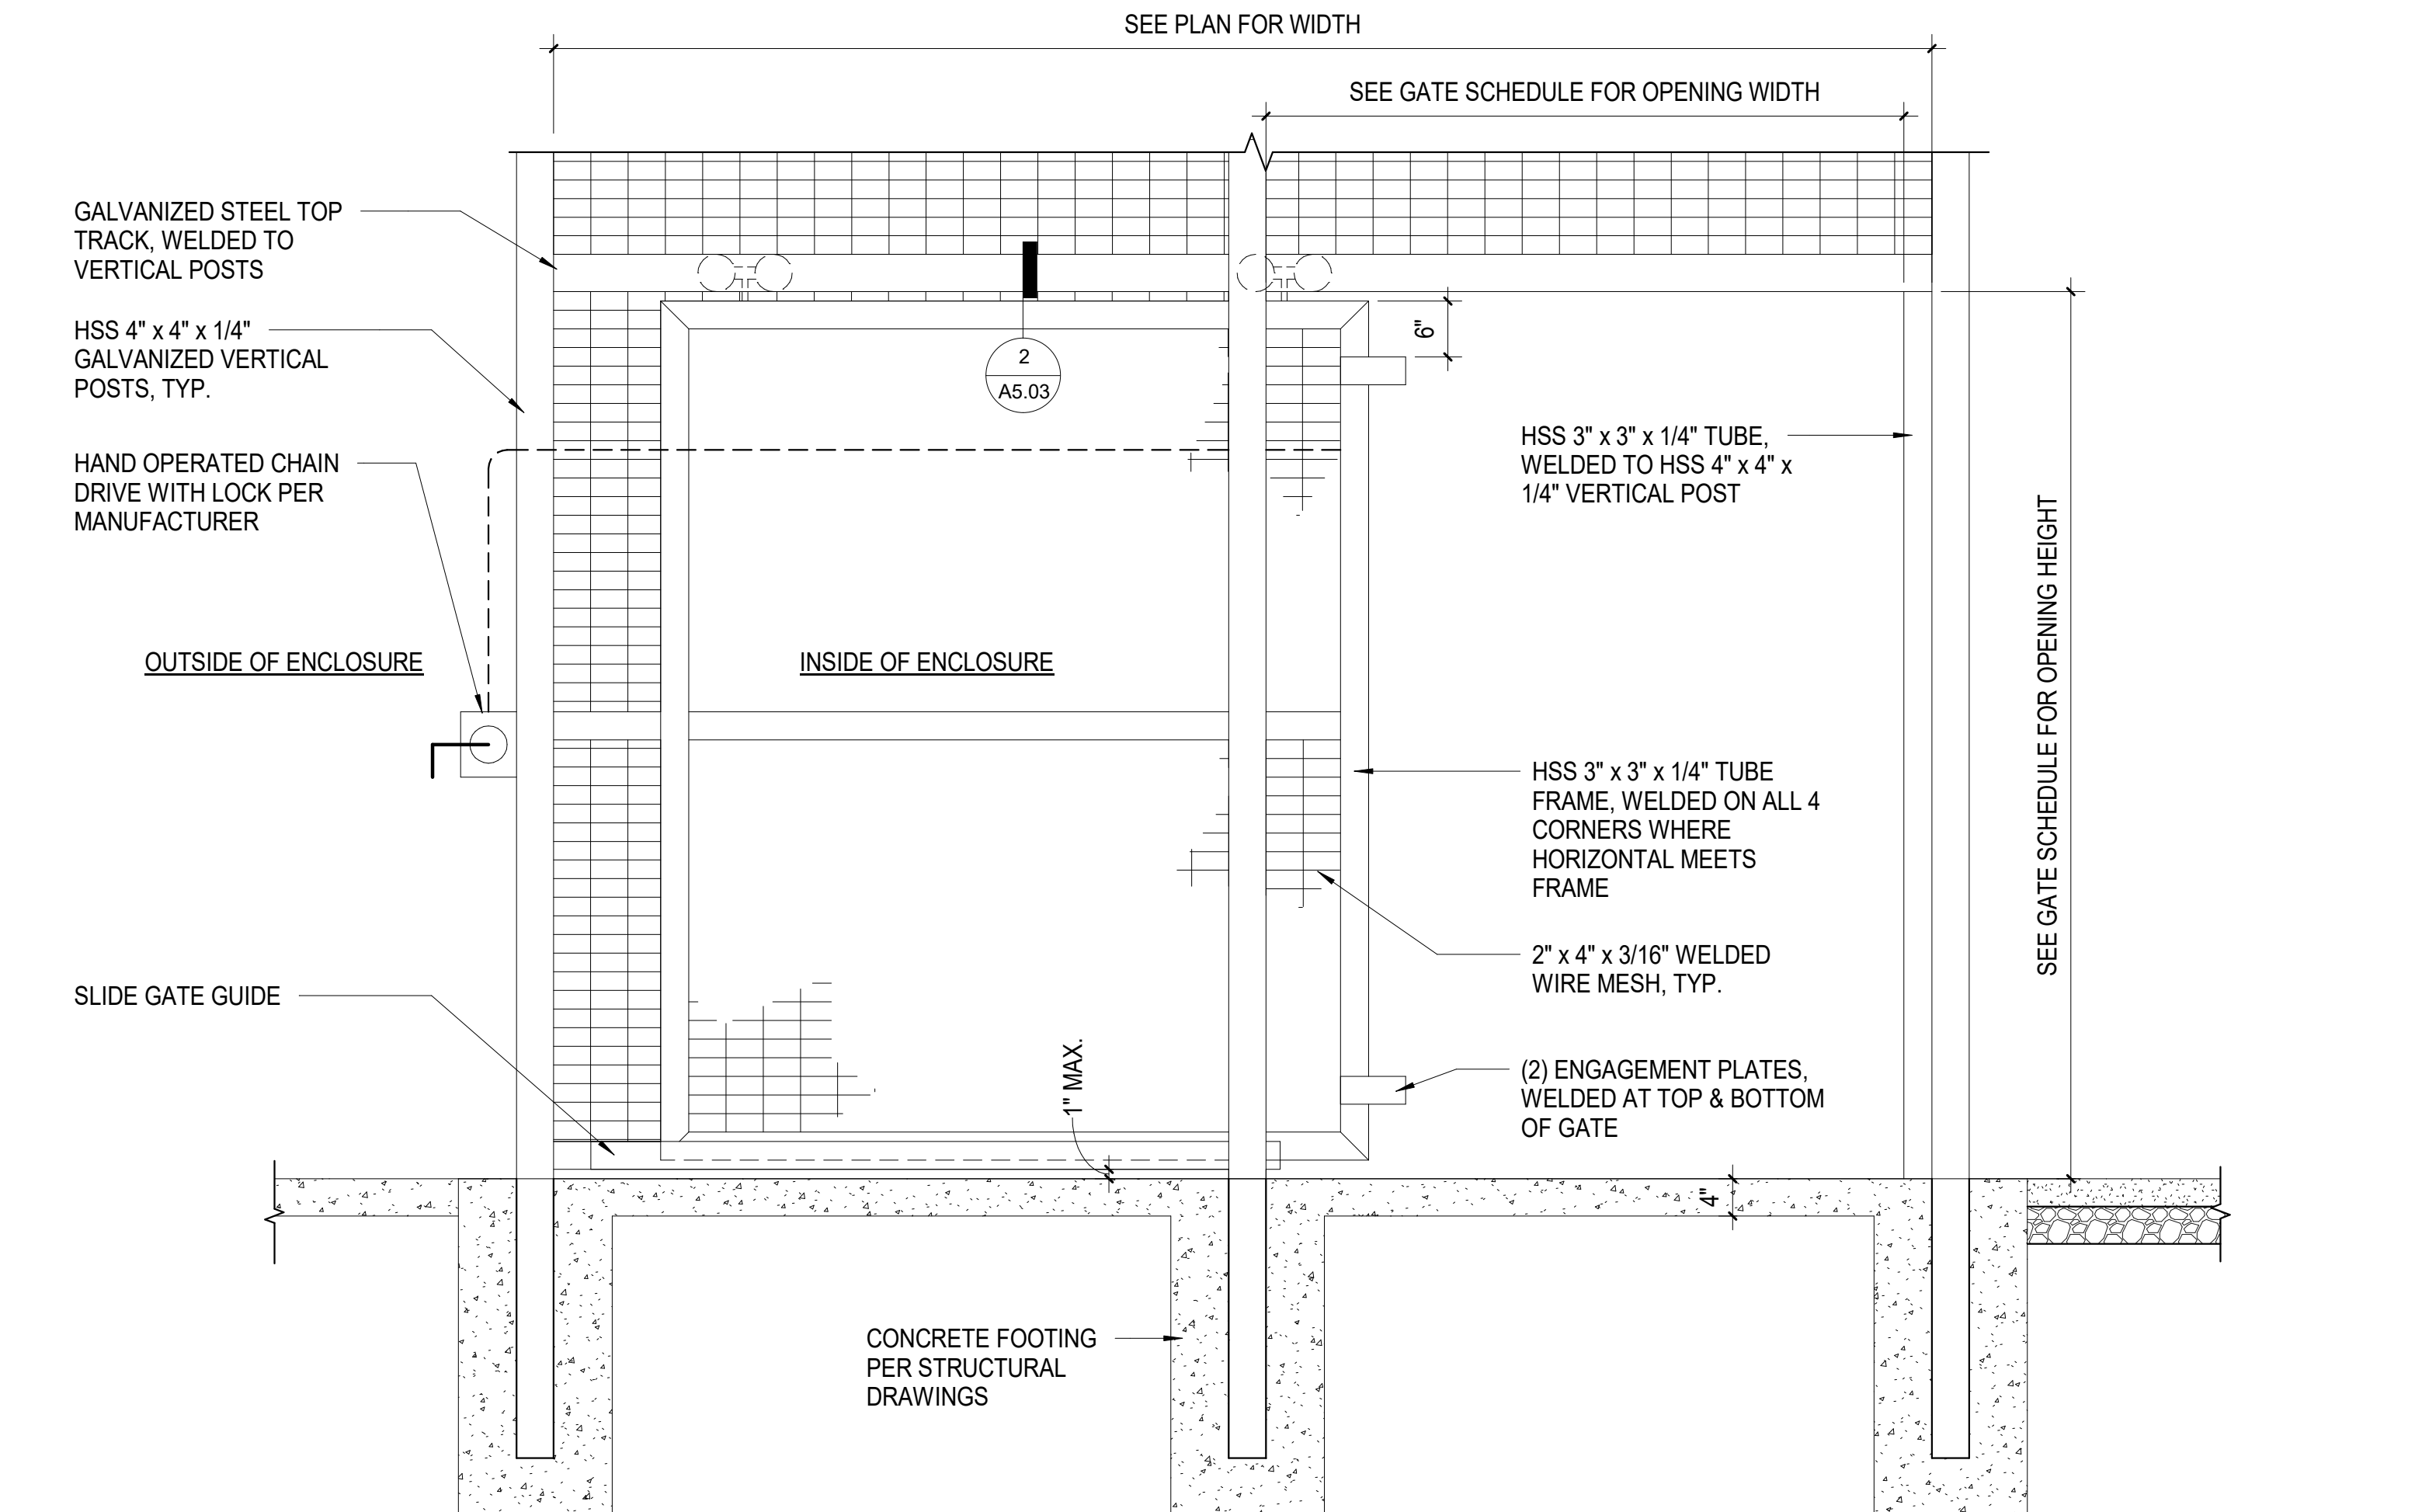 SEE PLAN FOR WIDTH
SEE GATE SCHEDULE FOR OPENING WIDTH
GALVANIZED STEEL TOP
TRACK, WELDED TO
VERTICAL POSTS
HSS 4" x 4" x 1/4"
GALVANIZED VERTICAL
POSTS, TYP.
HAND OPERATED CHAIN
DRIVE WITH LOCK PER
MANUFACTURER
OUTSIDE OF ENCLOSURE
INSIDE OF ENCLOSURE
SLIDE GATE GUIDE
2
A5.03
6"
HSS 3" x 3" x 1/4" TUBE,
WELDED TO HSS 4" x 4" x
1/4" VERTICAL POST
SEE GATE SCHEDULE FOR OPENING HEIGHT
HSS 3" x 3" x 1/4" TUBE
FRAME, WELDED ON ALL 4
CORNERS WHERE
HORIZONTAL MEETS
FRAME
2" x 4" x 3/16" WELDED
WIRE MESH, TYP.
(2) ENGAGEMENT PLATES,
WELDED AT TOP & BOTTOM
OF GATE
1" MAX.
4"
CONCRETE FOOTING
PER STRUCTURAL
DRAWINGS